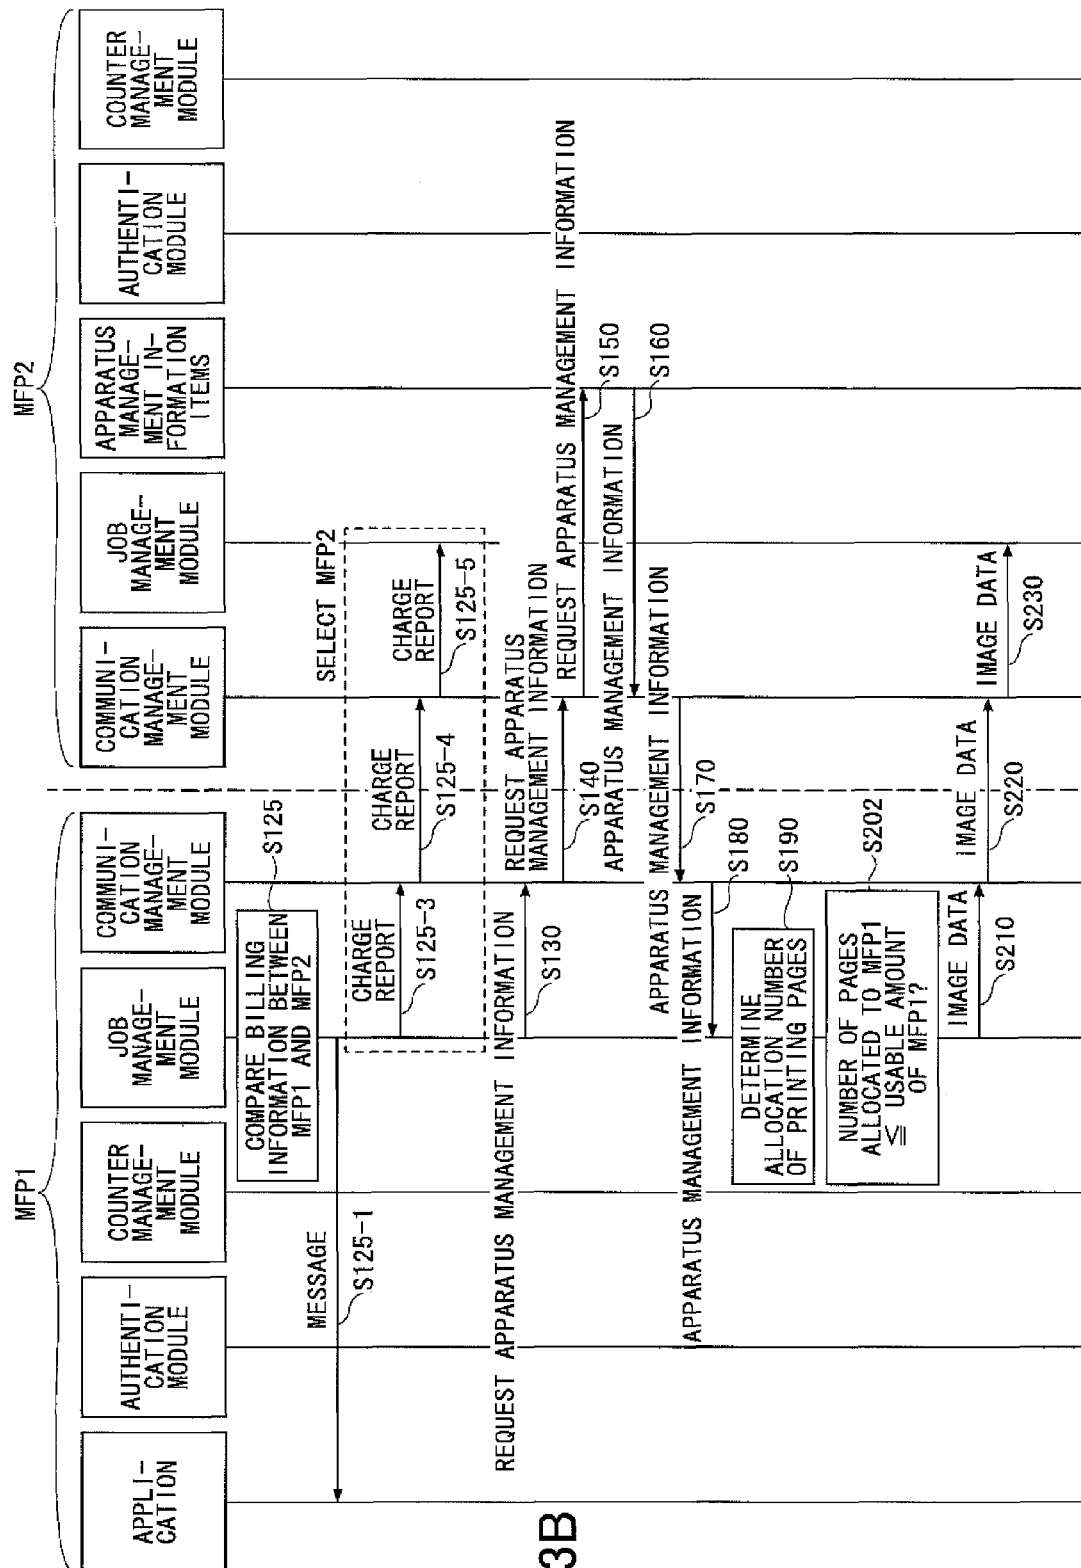 MFP1
MFP2
APPLI-
CATION
AUTHENTI-
CATION
MODULE
COUNTER
MANAGE-
MENT
MODULE
JOB
MANAGE-
MENT
MODULE
COMMUNI-
CATION
MANAGE-
MENT
MODULE
COMMUNI-
CATION
MANAGE-
MENT
MODULE
JOB
MANAGE-
MENT
MODULE
APPARATUS
MANAGE-
MENT IN-
FORMATION
ITEMS
AUTHENTI-
CATION
MODULE
COUNTER
MANAGE-
MENT
MODULE
COMPARE BILLING
INFORMATION BETWEEN
MFP1 AND MFP2
S125
MESSAGE
S125-1
SELECT MFP2
CHARGE
REPORT
S125-3
CHARGE
REPORT
S125-4
CHARGE
REPORT
S125-5
REQUEST APPARATUS MANAGEMENT INFORMATION
S130
REQUEST APPARATUS
MANAGEMENT INFORMATION
S140
REQUEST APPARATUS MANAGEMENT INFORMATION
S150
APPARATUS MANAGEMENT INFORMATION
S160
APPARATUS MANAGEMENT INFORMATION
S170
APPARATUS MANAGEMENT INFORMATION
S180
DETERMINE
ALLOCATION NUMBER
OF PRINTING PAGES
S190
NUMBER OF PAGES
ALLOCATED TO MFP1
≦ USABLE AMOUNT
OF MFP1?
S202
IMAGE DATA
S210
IMAGE DATA
S220
IMAGE DATA
S230
3B